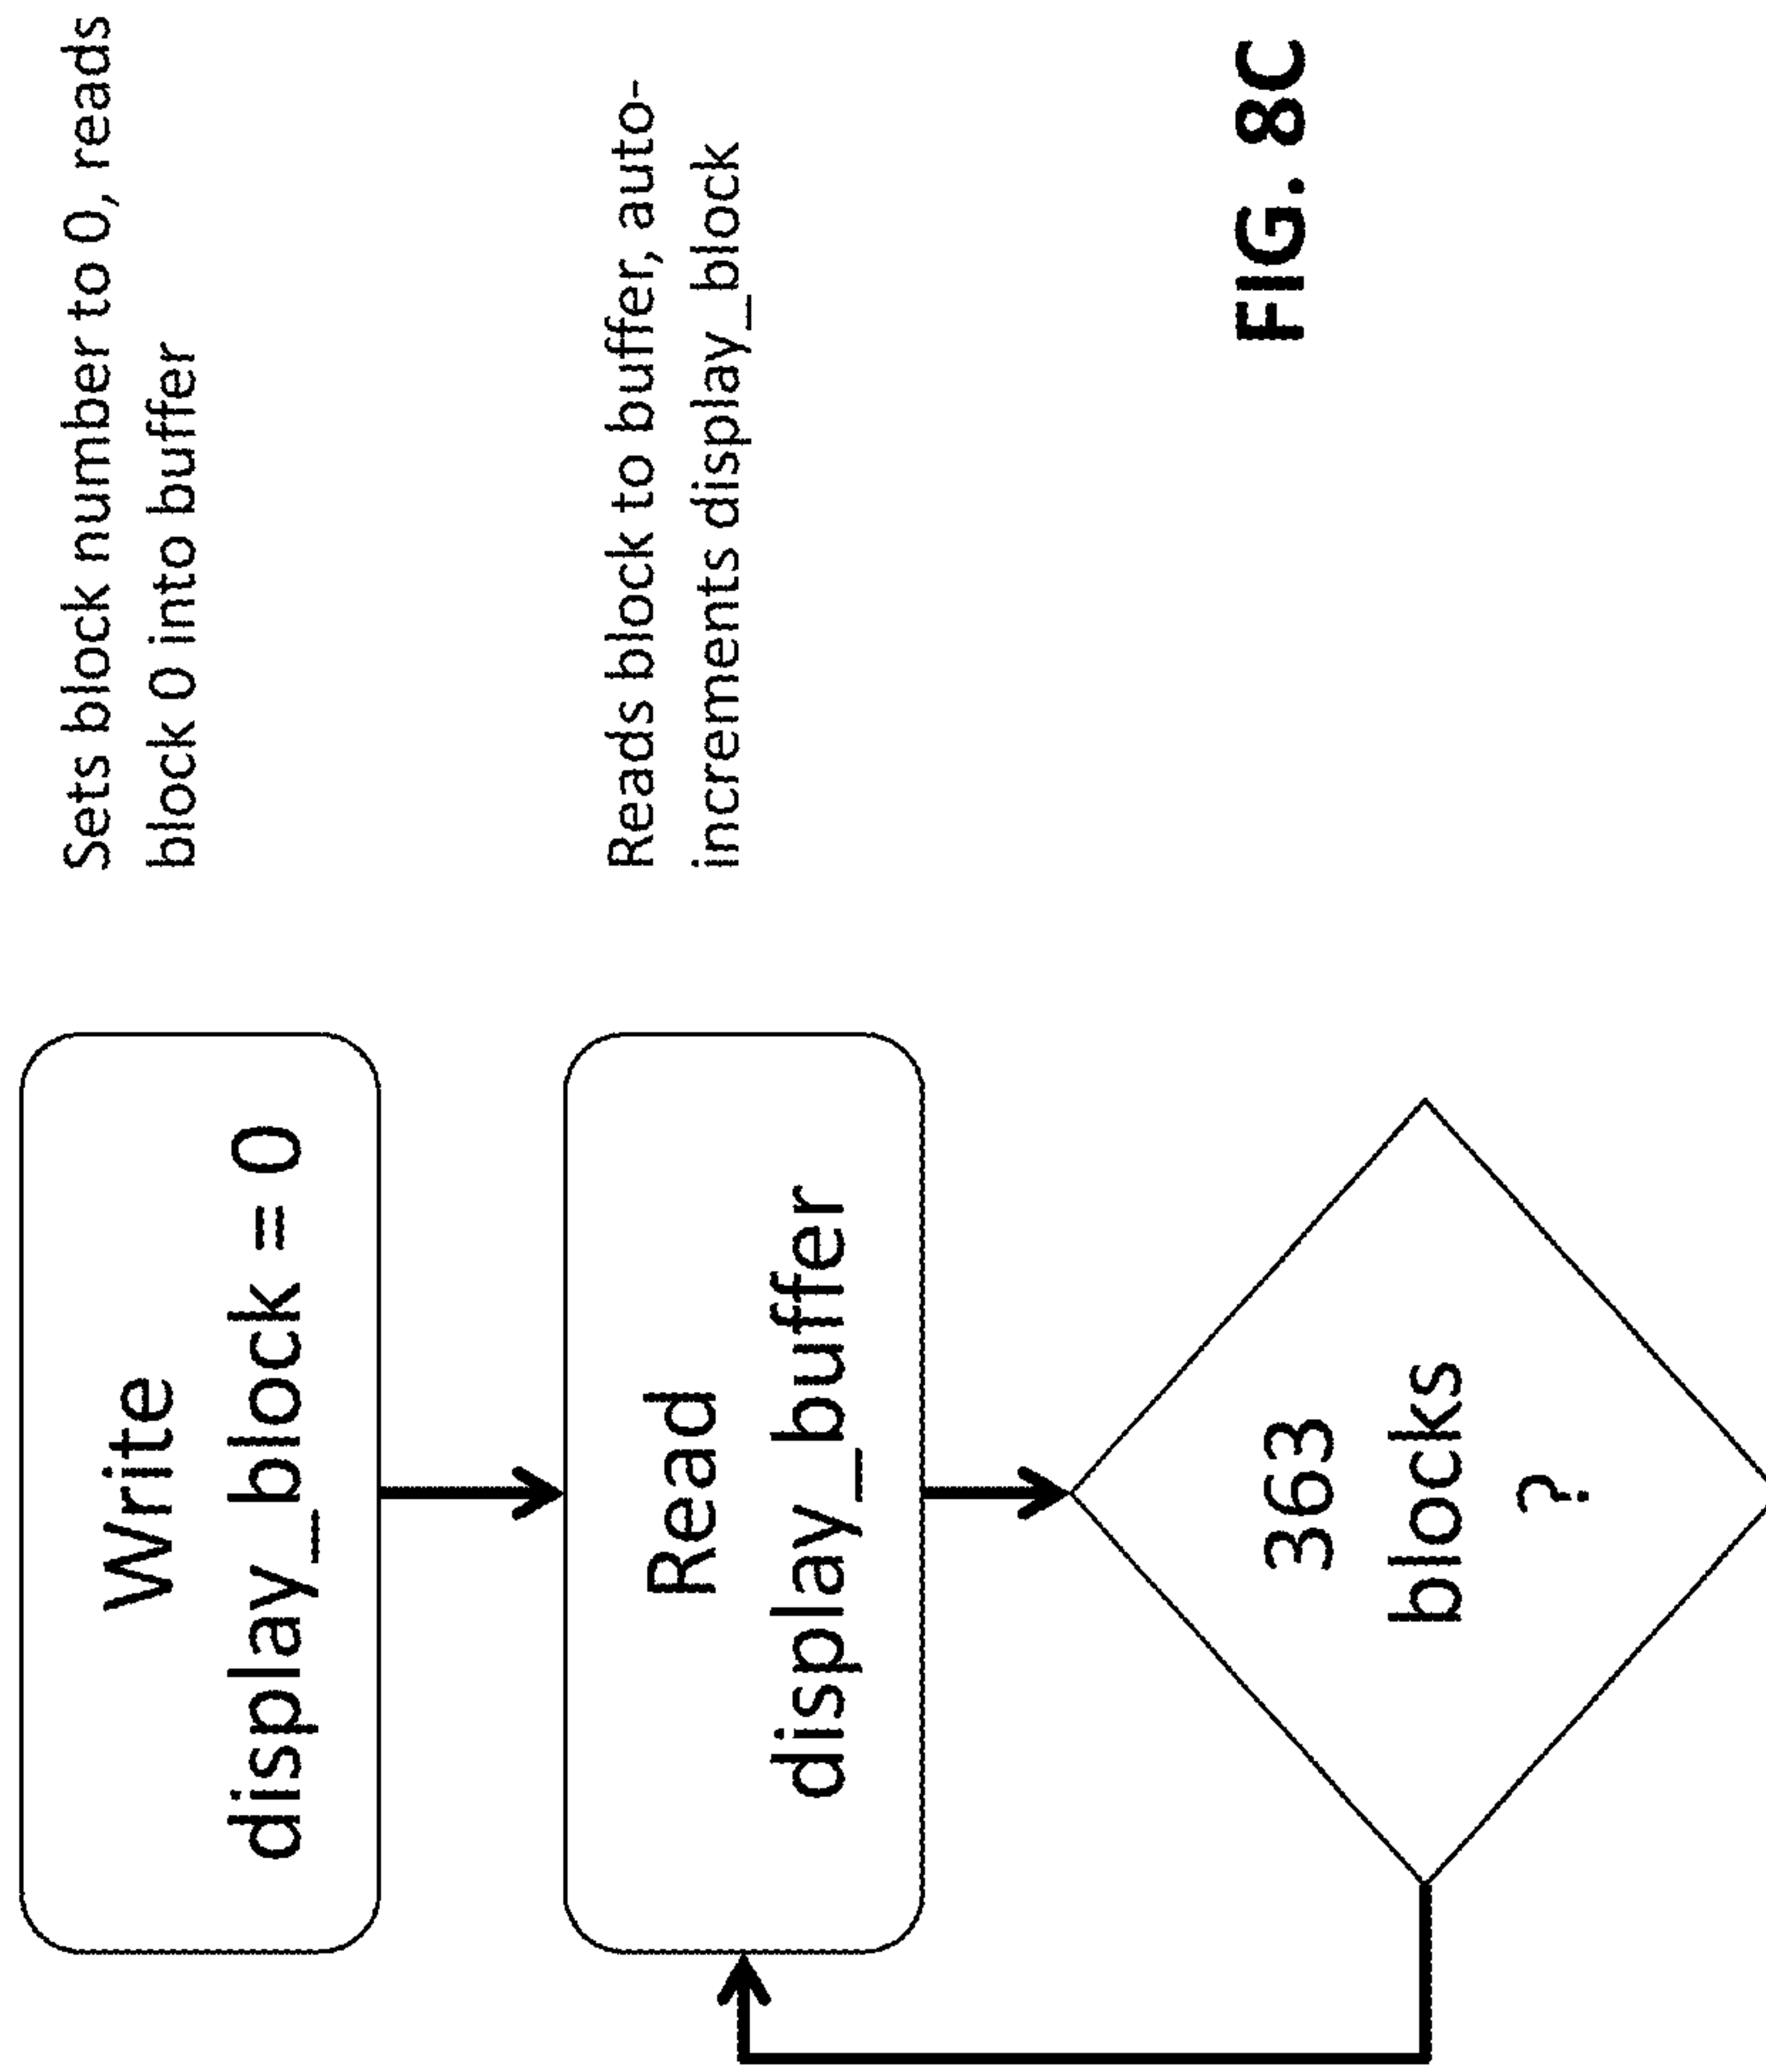 Write
display_block = 0
Sets block number to 0, reads
block 0 into buffer
Read
display_buffer
Reads block to buffer, auto-
increments display_block
363
blocks
?
FIG. 8C